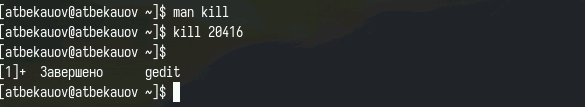 [atbekauov@atbekauov ~]$ man kill
[atbekauov@atbekauov ~]$ kill 20416
[atbekauov@atbekauov ~]$
[1]+  Завершено      gedit
[atbekauov@atbekauov ~]$